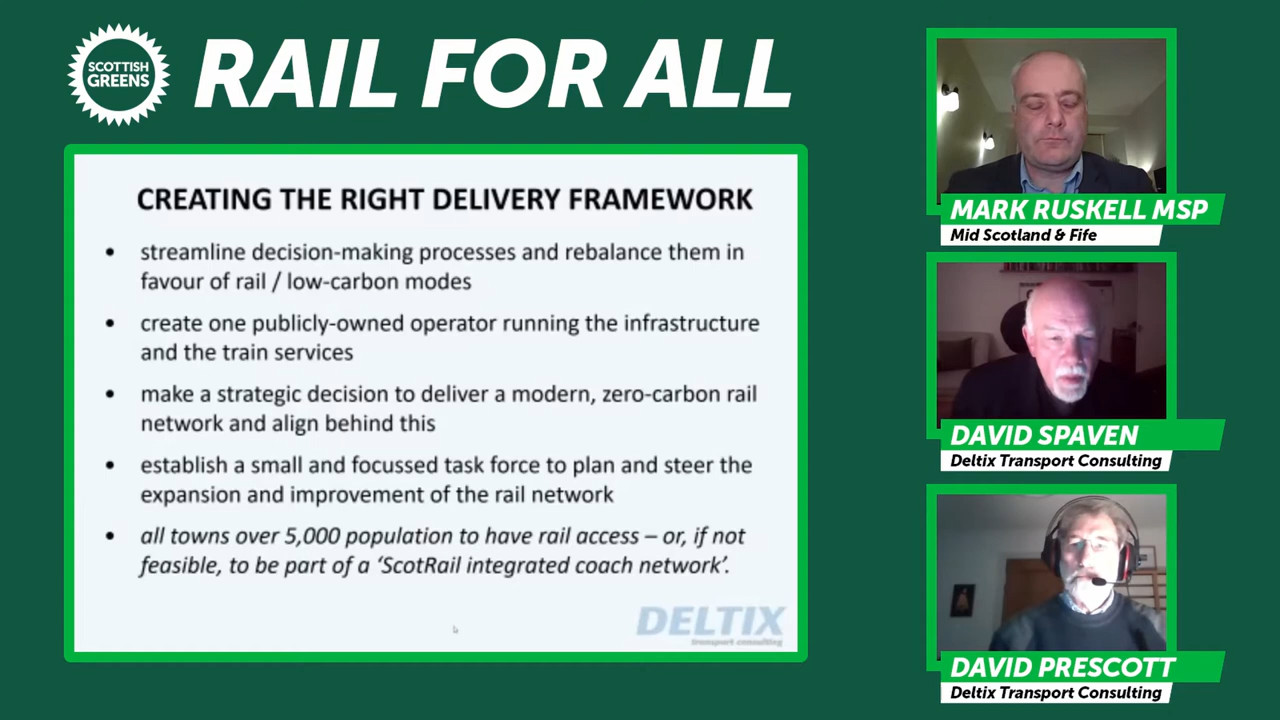 SCOTTISH
GREENS
RAIL FOR ALL
CREATING THE RIGHT DELIVERY FRAMEWORK
• streamline decision-making processes and rebalance them in
favour of rail / low-carbon modes
• create one publicly-owned operator running the infrastructure
and the train services
• make a strategic decision to deliver a modern, zero-carbon rail
network and align behind this
• establish a small and focussed task force to plan and steer the
expansion and improvement of the rail network
• all towns over 5,000 population to have rail access – or, if not
feasible, to be part of a ‘ScotRail integrated coach network’.
DELTIX
transport consulting
MARK RUSKELL MSP
Mid Scotland & Fife
DAVID SPAVEN
Deltix Transport Consulting
DAVID PRESCOTT
Deltix Transport Consulting